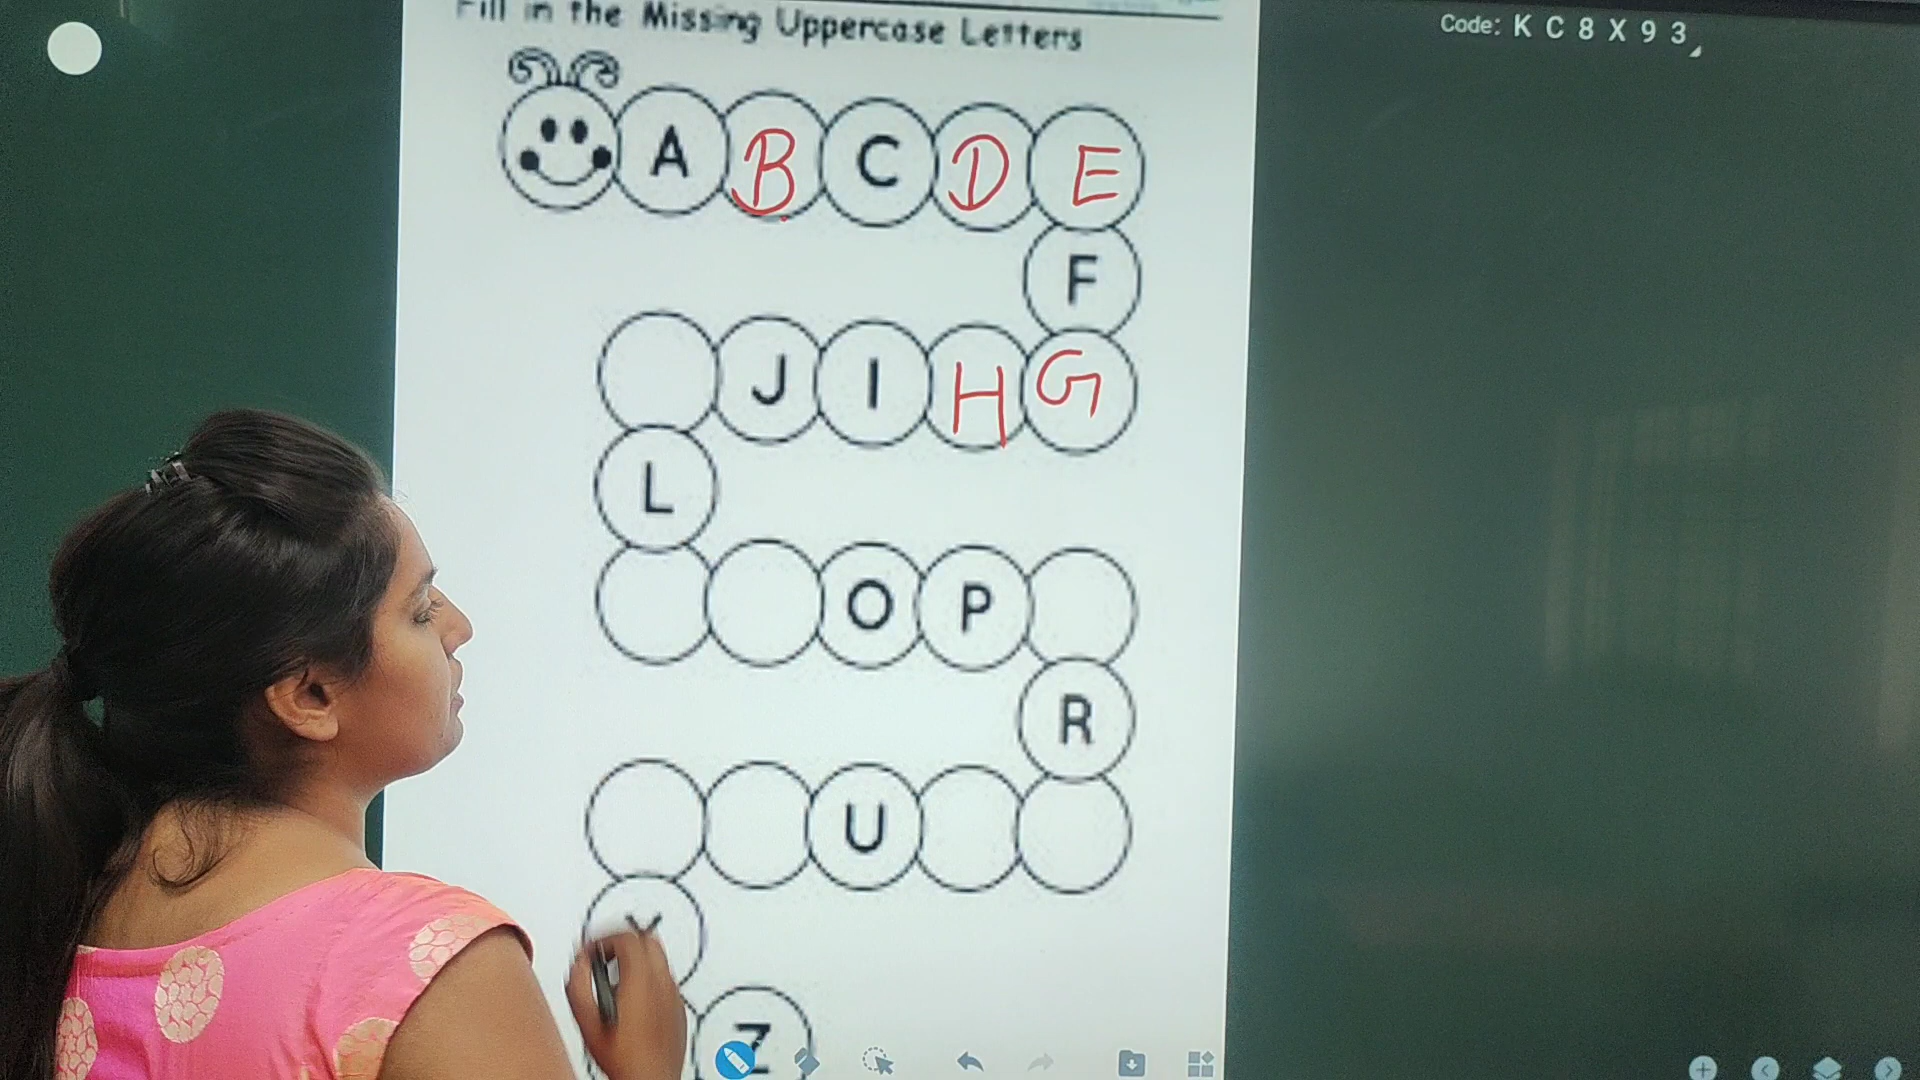 Fill in the Missing Uppercase Letters
Code: K C 8 X 9 3
A B C D E
F
J I H G
L
O P
R
U
X
Z